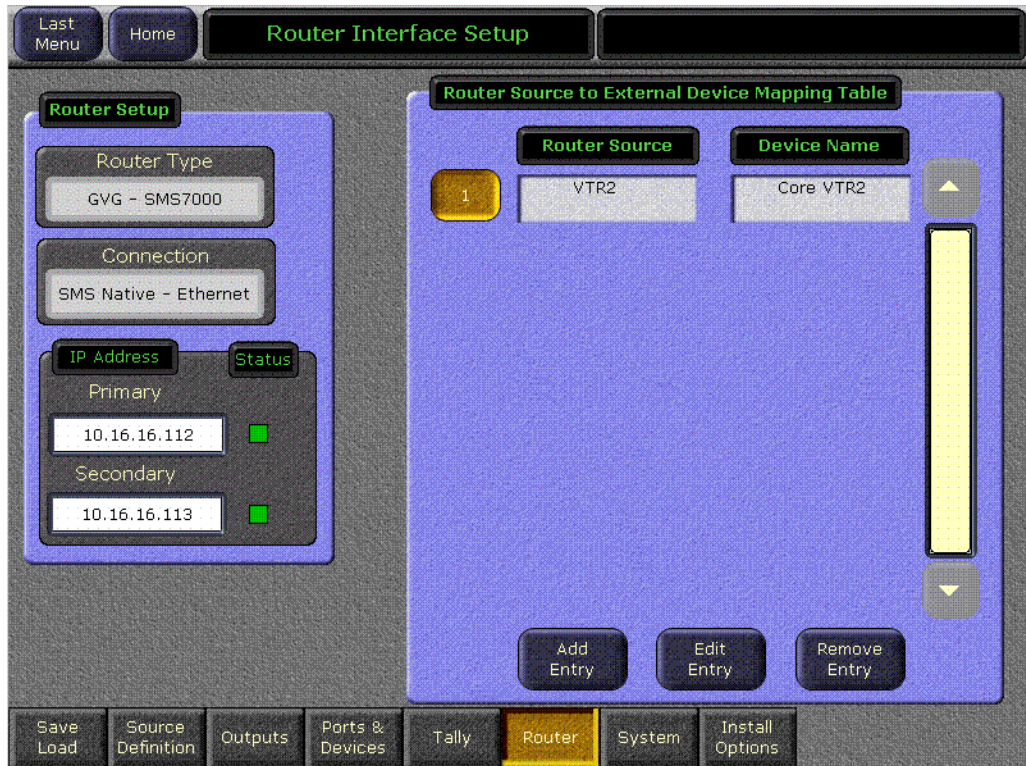 Last
Menu
Home
Router Interface Setup
Router Setup
Router Type
GVG - SMS7000
Connection
SMS Native - Ethernet
IP Address
Status
Primary
10.16.16.112
Secondary
10.16.16.113
Router Source to External Device Mapping Table
Router Source
Device Name
1
VTR2
Core VTR2
Add
Entry
Edit
Entry
Remove
Entry
Save
Load
Source
Definition
Outputs
Ports &
Devices
Tally
Router
System
Install
Options